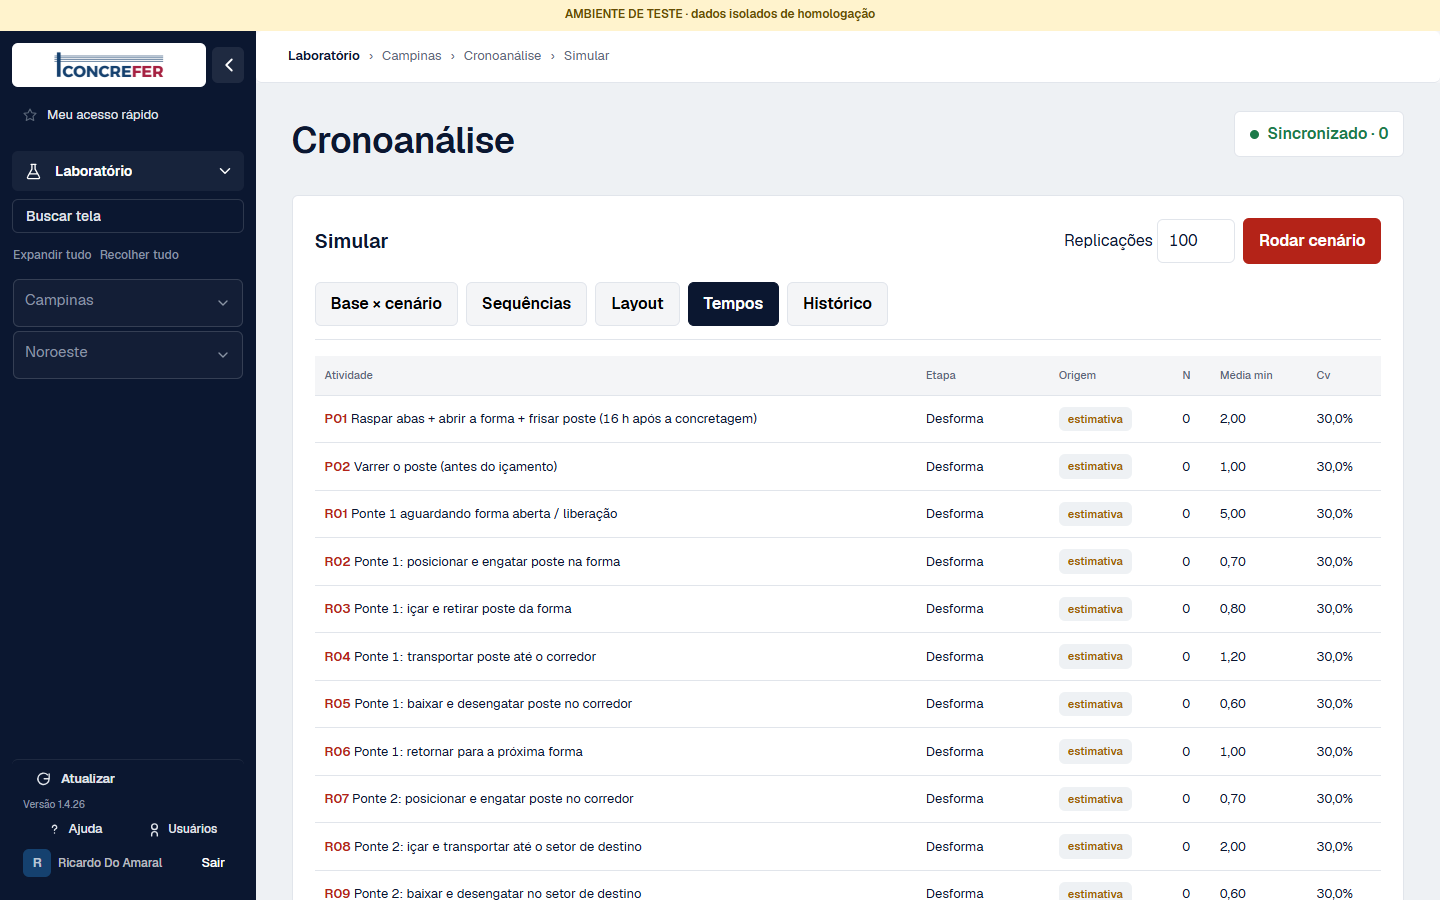 AMBIENTE DE TESTE · dados isolados de homologação
CONCREFER
Meu acesso rápido
Laboratório
Buscar tela
Expandir tudo Recolher tudo
Campinas
Noroeste
Atualizar
Versão 1.4.26
? Ajuda Usuários
R Ricardo Do Amaral Sair
Laboratório › Campinas › Cronoanálise › Simular
Cronoanálise
Sincronizado · 0
Simular
Replicações 100 Rodar cenário
Base × cenário Sequências Layout Tempos Histórico
Atividade Etapa Origem N Média min Cv
P01 Raspar abas + abrir a forma + frisar poste (16 h após a concretagem) Desforma estimativa 0 2,00 30,0%
P02 Varrer o poste (antes do içamento) Desforma estimativa 0 1,00 30,0%
R01 Ponte 1 aguardando forma aberta / liberação Desforma estimativa 0 5,00 30,0%
R02 Ponte 1: posicionar e engatar poste na forma Desforma estimativa 0 0,70 30,0%
R03 Ponte 1: içar e retirar poste da forma Desforma estimativa 0 0,80 30,0%
R04 Ponte 1: transportar poste até o corredor Desforma estimativa 0 1,20 30,0%
R05 Ponte 1: baixar e desengatar poste no corredor Desforma estimativa 0 0,60 30,0%
R06 Ponte 1: retornar para a próxima forma Desforma estimativa 0 1,00 30,0%
R07 Ponte 2: posicionar e engatar poste no corredor Desforma estimativa 0 0,70 30,0%
R08 Ponte 2: içar e transportar até o setor de destino Desforma estimativa 0 2,00 30,0%
R09 Ponte 2: baixar e desengatar no setor de destino Desforma estimativa 0 0,60 30,0%